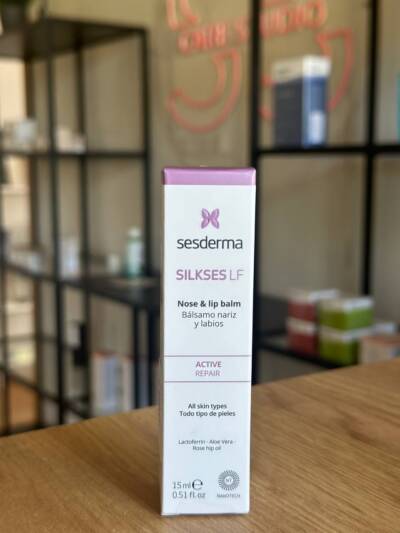 sesderma
SILKSES LF
Nose & lip balm
Bálsamo nariz
y labios
ACTIVE
REPAIR
All skin types
Todo tipo de pieles
Lactoferrin - Aloe Vera -
Rose hip oil
15 ml e
0.51 fl. oz
NANOTECH